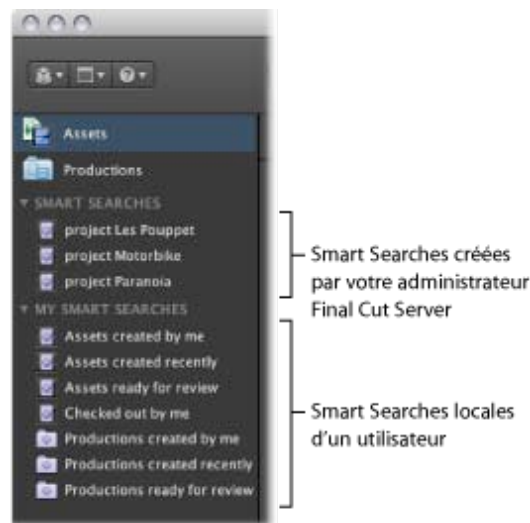 Assets
Productions
SMART SEARCHES
project Les Pouppet
project Motorbike
project Paranoia
MY SMART SEARCHES
Assets created by me
Assets created recently
Assets ready for review
Checked out by me
Productions created by me
Productions created recently
Productions ready for review
Smart Searches créées
par votre administrateur
Final Cut Server
Smart Searches locales
d'un utilisateur